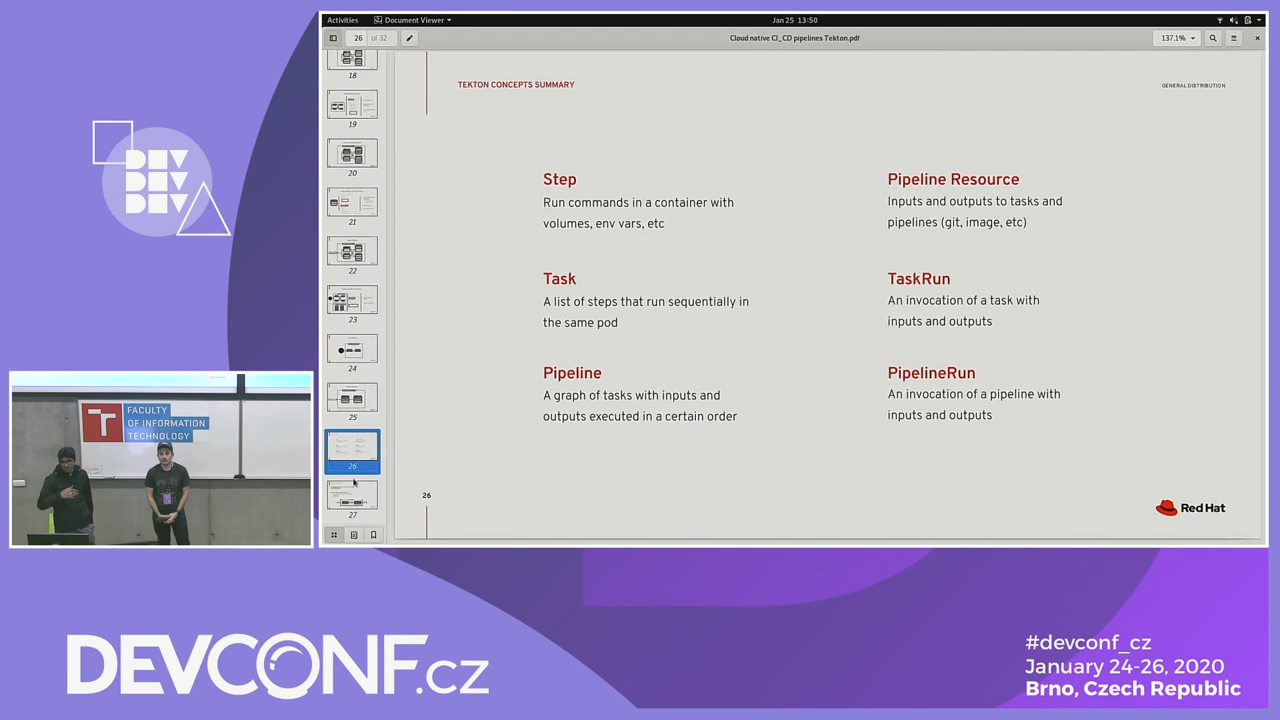 Activities
Document Viewer
Jan 25 13:50
26 of 32
Cloud native CI_CD pipelines Tekton.pdf
137.1%
18
19
20
21
22
23
24
25
26
27
TEKTON CONCEPTS SUMMARY
GENERAL DISTRIBUTION
Step
Run commands in a container with
volumes, env vars, etc
Task
A list of steps that run sequentially in
the same pod
Pipeline
A graph of tasks with inputs and
outputs executed in a certain order
Pipeline Resource
Inputs and outputs to tasks and
pipelines (git, image, etc)
TaskRun
An invocation of a task with
inputs and outputs
PipelineRun
An invocation of a pipeline with
inputs and outputs
26
Red Hat
DEV
DEV
DEV
T
FACULTY
OF INFORMATION
TECHNOLOGY
DEVCONF.cz
#devconf_cz
January 24-26, 2020
Brno, Czech Republic